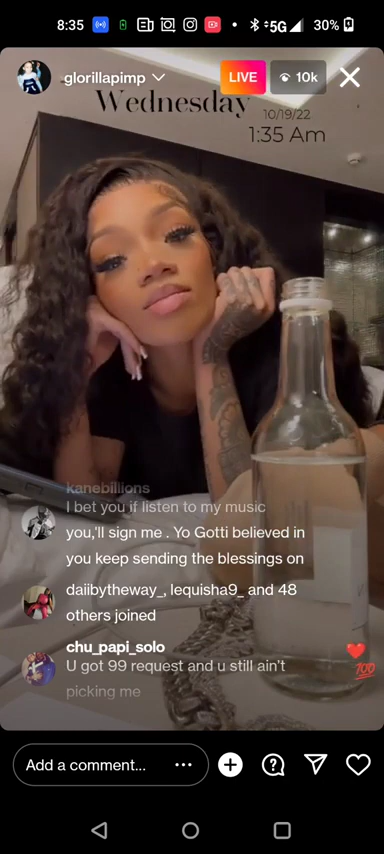 8:35
5G
30%
glorillapimp
LIVE
10k
Wednesday
10/19/22
1:35 Am
kanebillions
I bet you if listen to my music
you,'ll sign me . Yo Gotti believed in
you keep sending the blessings on
daiibytheway_, lequisha9_ and 48
others joined
chu_papi_solo
U got 99 request and u still ain't
picking me
100
Add a comment...